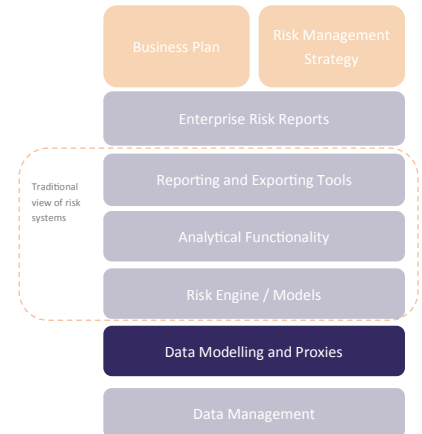 Business Plan
Risk Management
Strategy
Enterprise Risk Reports
Traditional
view of risk
systems
Reporting and Exporting Tools
Analytical Functionality
Risk Engine / Models
Data Modelling and Proxies
Data Management